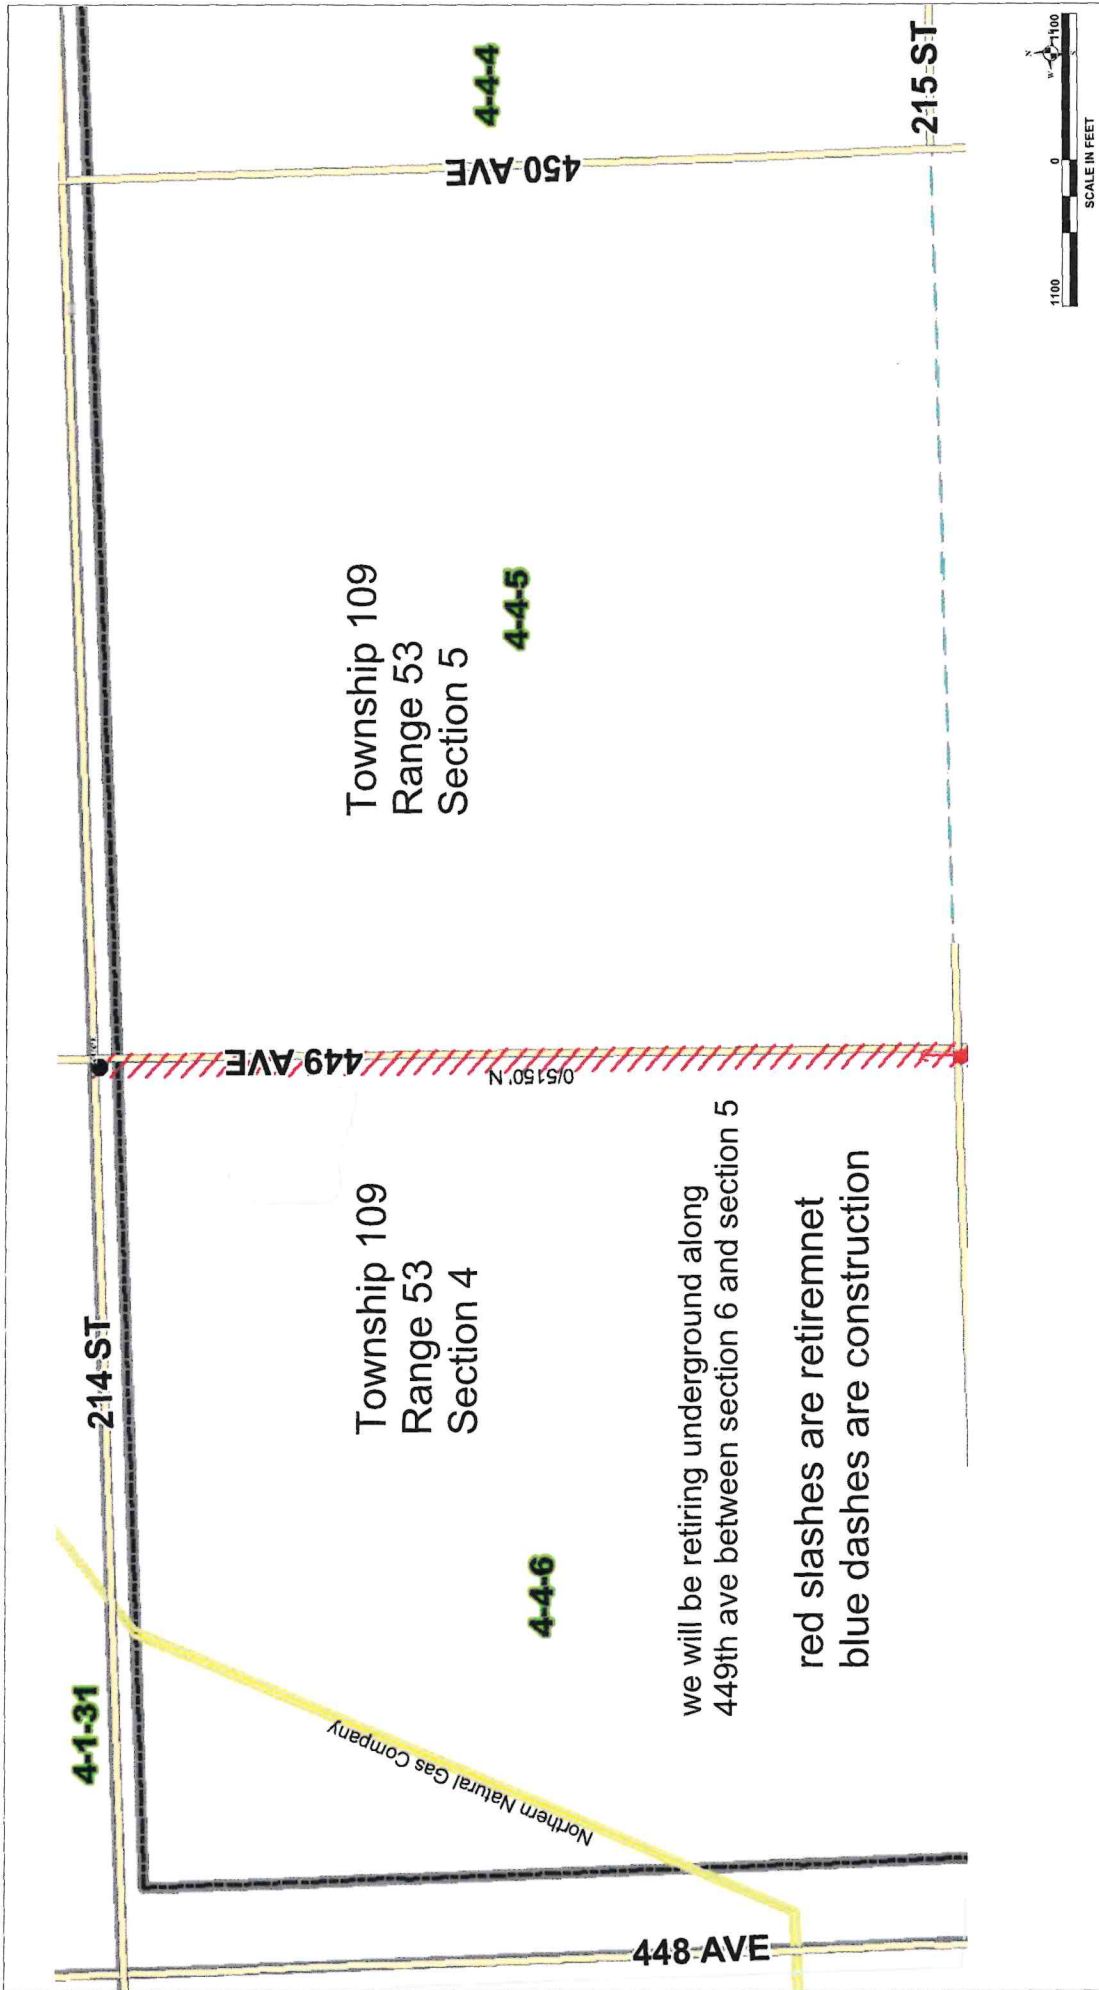 4-1-31
214 ST
4-4-4
215 ST
450 AVE
449 AVE
448 AVE
Township 109
Range 53
Section 5
4-4-5
Township 109
Range 53
Section 4
4-4-6
0/5150' N
Northern Natural Gas Company
we will be retiring underground along
449th ave between section 6 and section 5
red slashes are retiremnet
blue dashes are construction
N
W
S
1100
0
1100
SCALE IN FEET